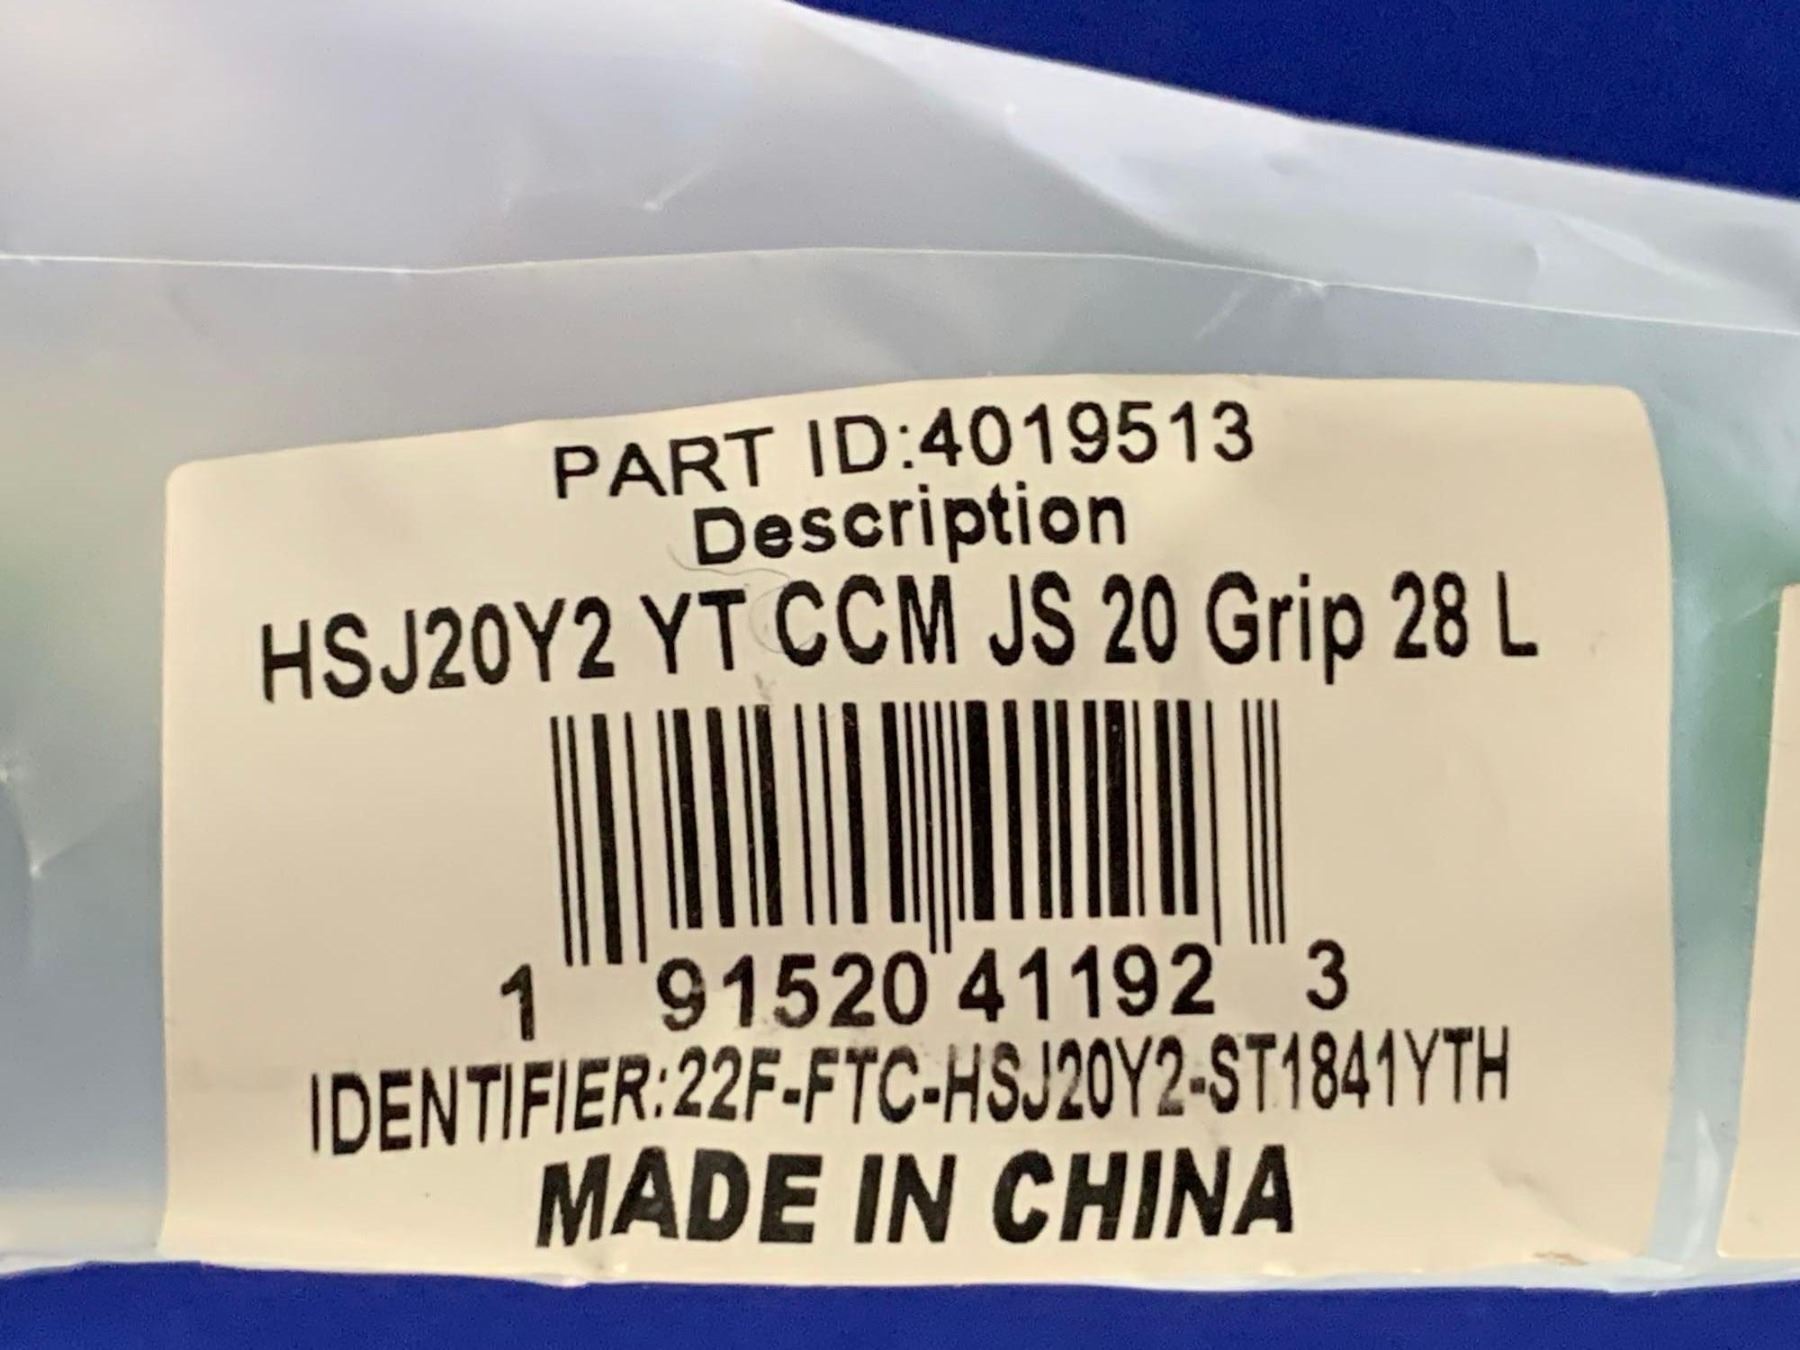 PART ID:4019513
Description
HSJ20Y2 YT CCM JS 20 Grip 28 L
1 91520 41192 3
IDENTIFIER:22F-FTC-HSJ20Y2-ST1841YTH
MADE IN CHINA